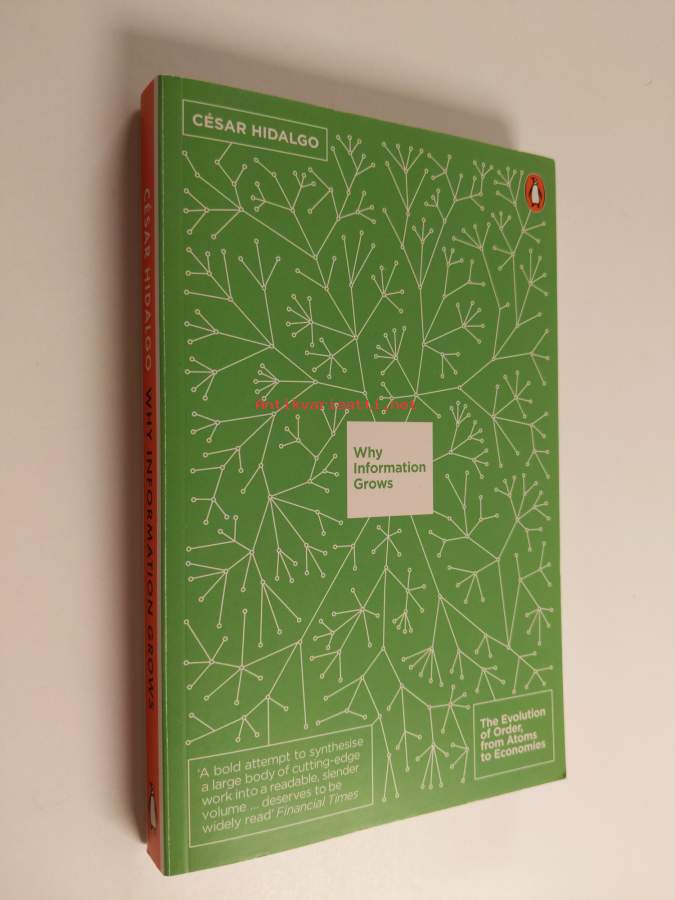 CÉSAR HIDALGO
Why
Information
Grows
The Evolution
of Order,
from Atoms
to Economies
‘A bold attempt to synthesise
a large body of cutting-edge
work into a readable, slender
volume ... deserves to be
widely read’ Financial Times
CÉSAR HIDALGO WHY INFORMATION GROWS
Antikvariaatti.net